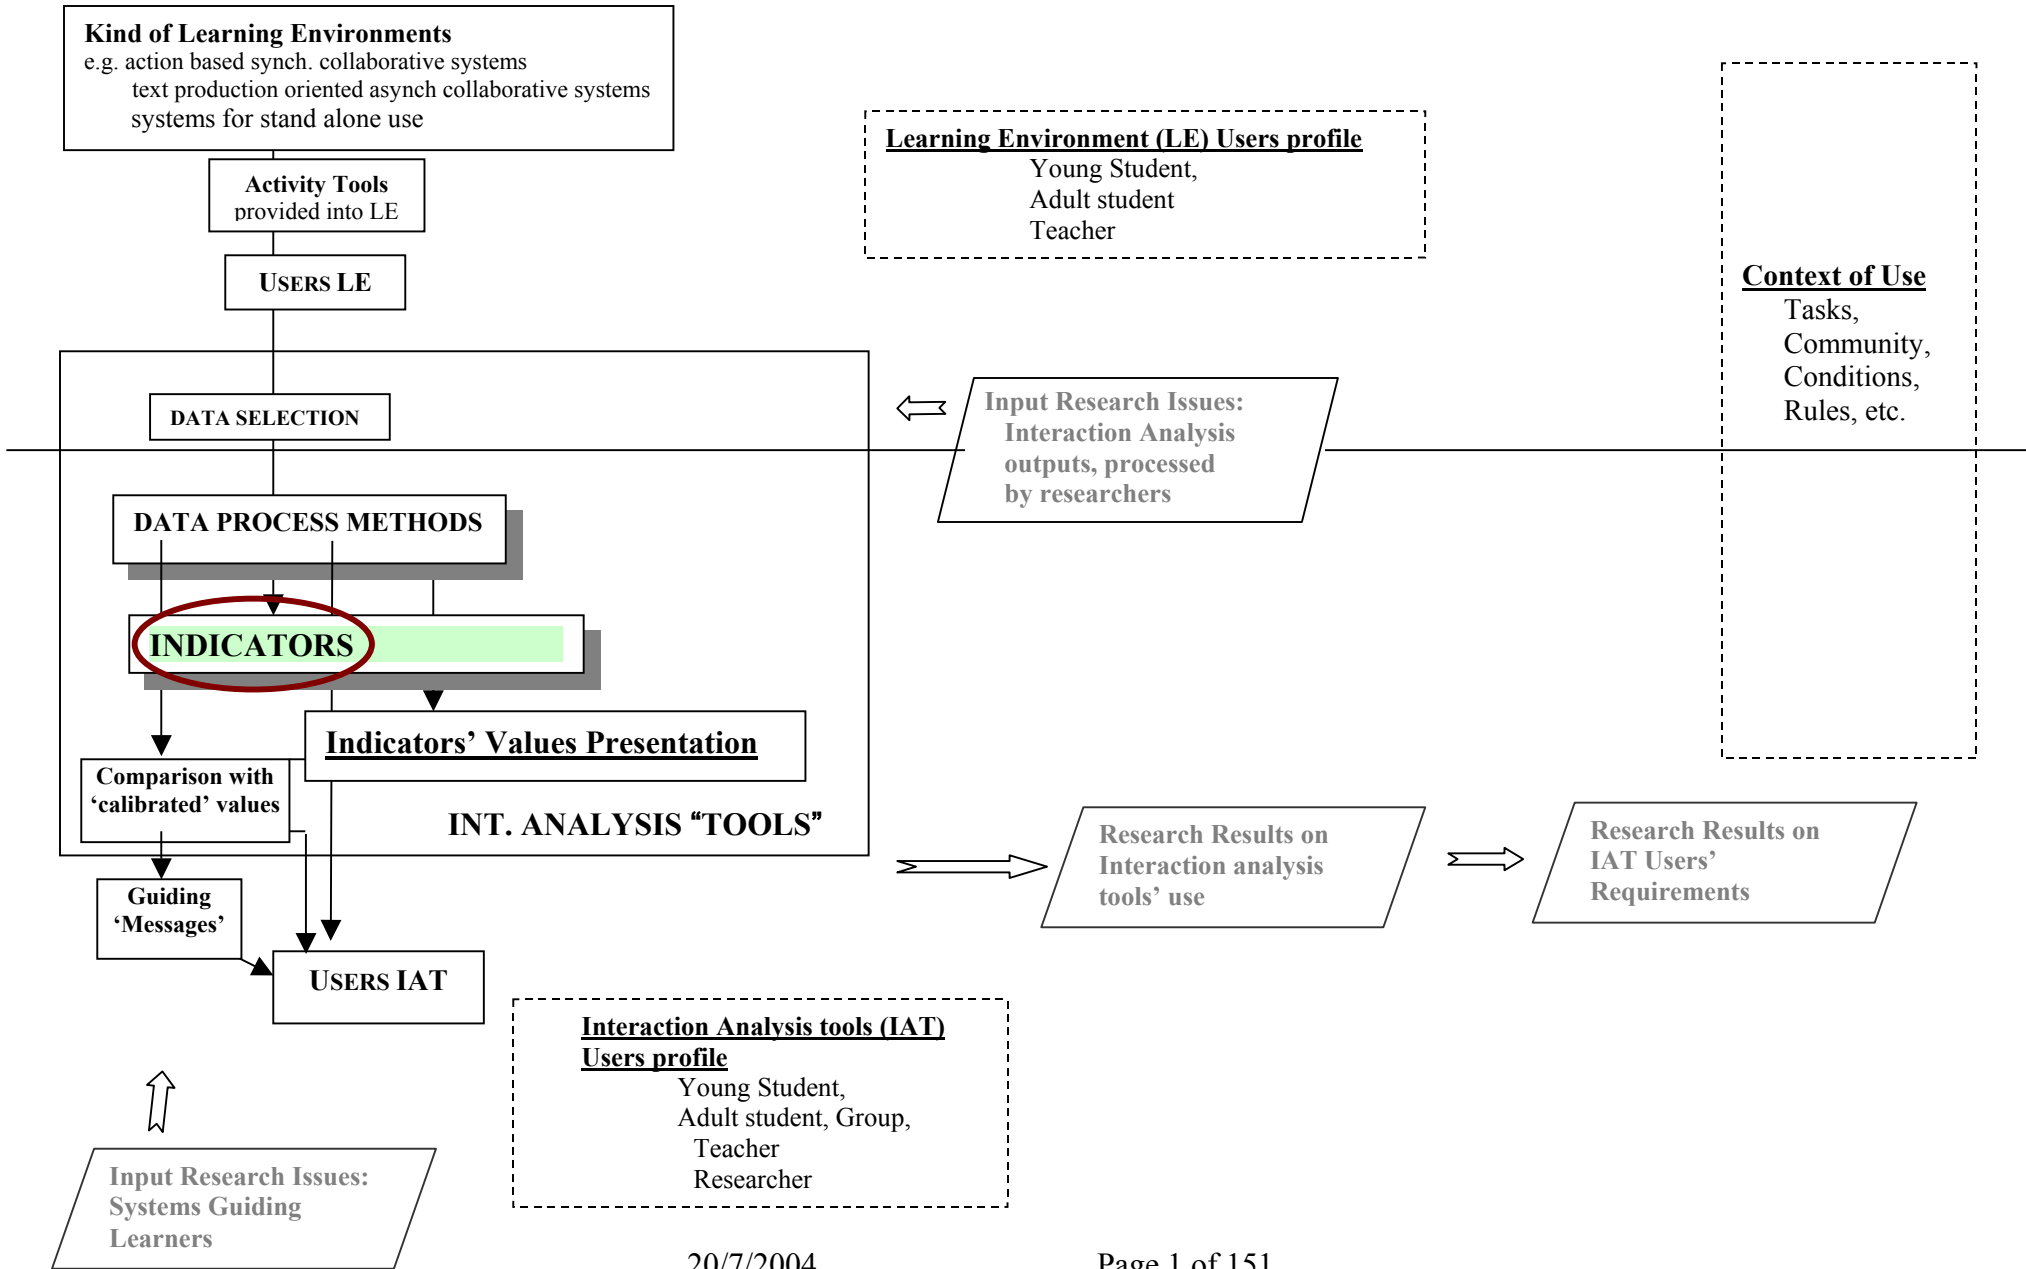 Kind of Learning Environments
e.g. action based synch. collaborative systems
text production oriented asynch collaborative systems
systems for stand alone use
Activity Tools
provided into LE
USERS LE
Learning Environment (LE) Users profile
Young Student,
Adult student
Teacher
Context of Use
Tasks,
Community,
Conditions,
Rules, etc.
DATA SELECTION
Input Research Issues:
Interaction Analysis
outputs, processed
by researchers
DATA PROCESS METHODS
INDICATORS
Indicators’ Values Presentation
Comparison with
‘calibrated’ values
INT. ANALYSIS “TOOLS”
Guiding
‘Messages’
USERS IAT
Research Results on
Interaction analysis
tools’ use
Research Results on
IAT Users’
Requirements
Interaction Analysis tools (IAT)
Users profile
Young Student,
Adult student, Group,
Teacher
Researcher
Input Research Issues:
Systems Guiding
Learners
20/7/2004
Page 1 of 151